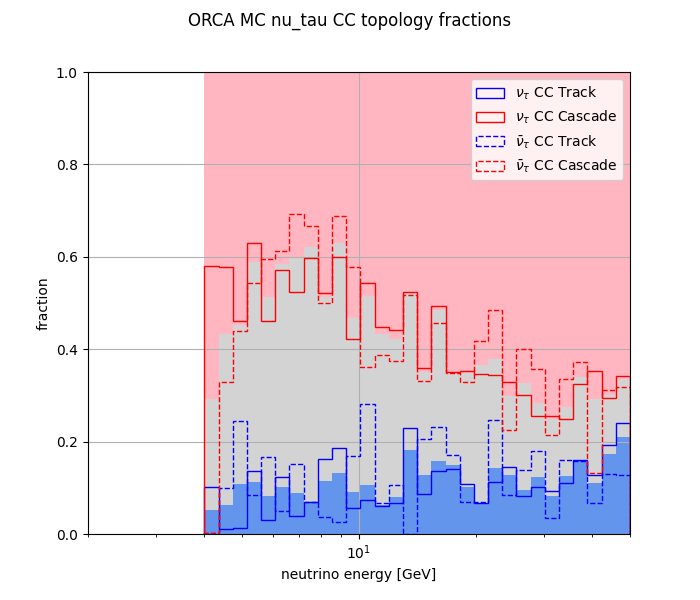 ORCA MC nu_tau CC topology fractions
1.0
0.8
0.6
0.4
0.2
0.0
fraction
ν_τ CC Track
ν_τ CC Cascade
ν̄_τ CC Track
ν̄_τ CC Cascade
10¹
neutrino energy [GeV]